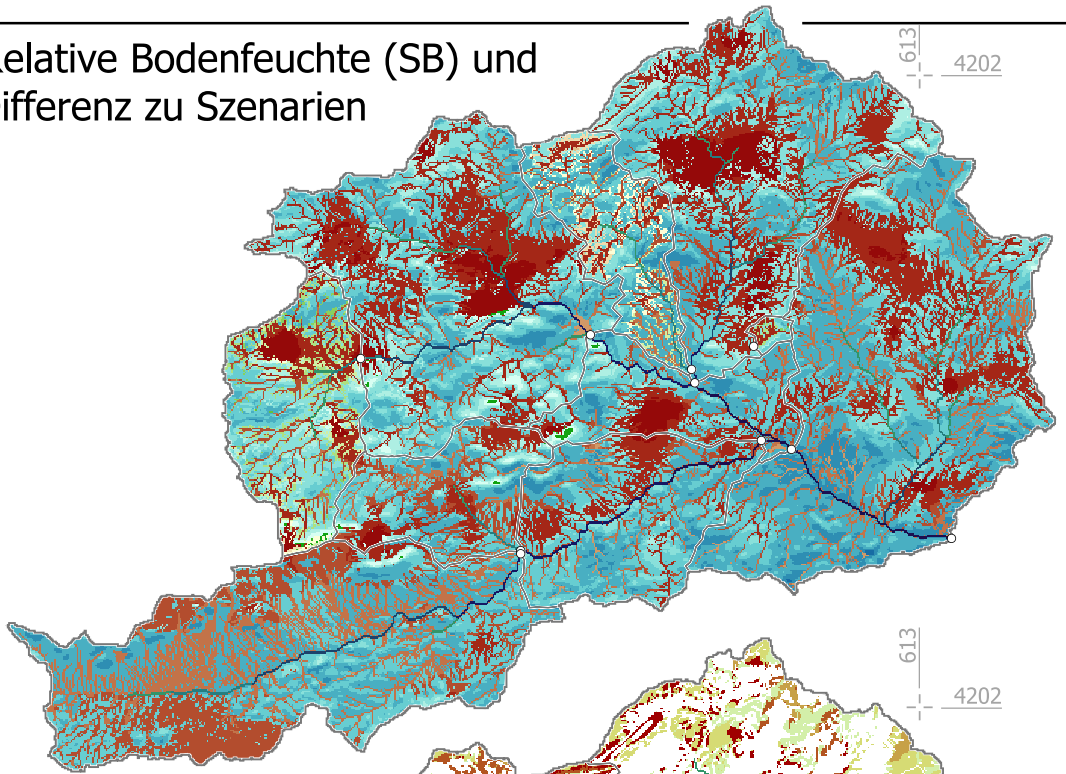 elative Bodenfeuchte (SB) und
ifferenz zu Szenarien
613
4202
613
4202